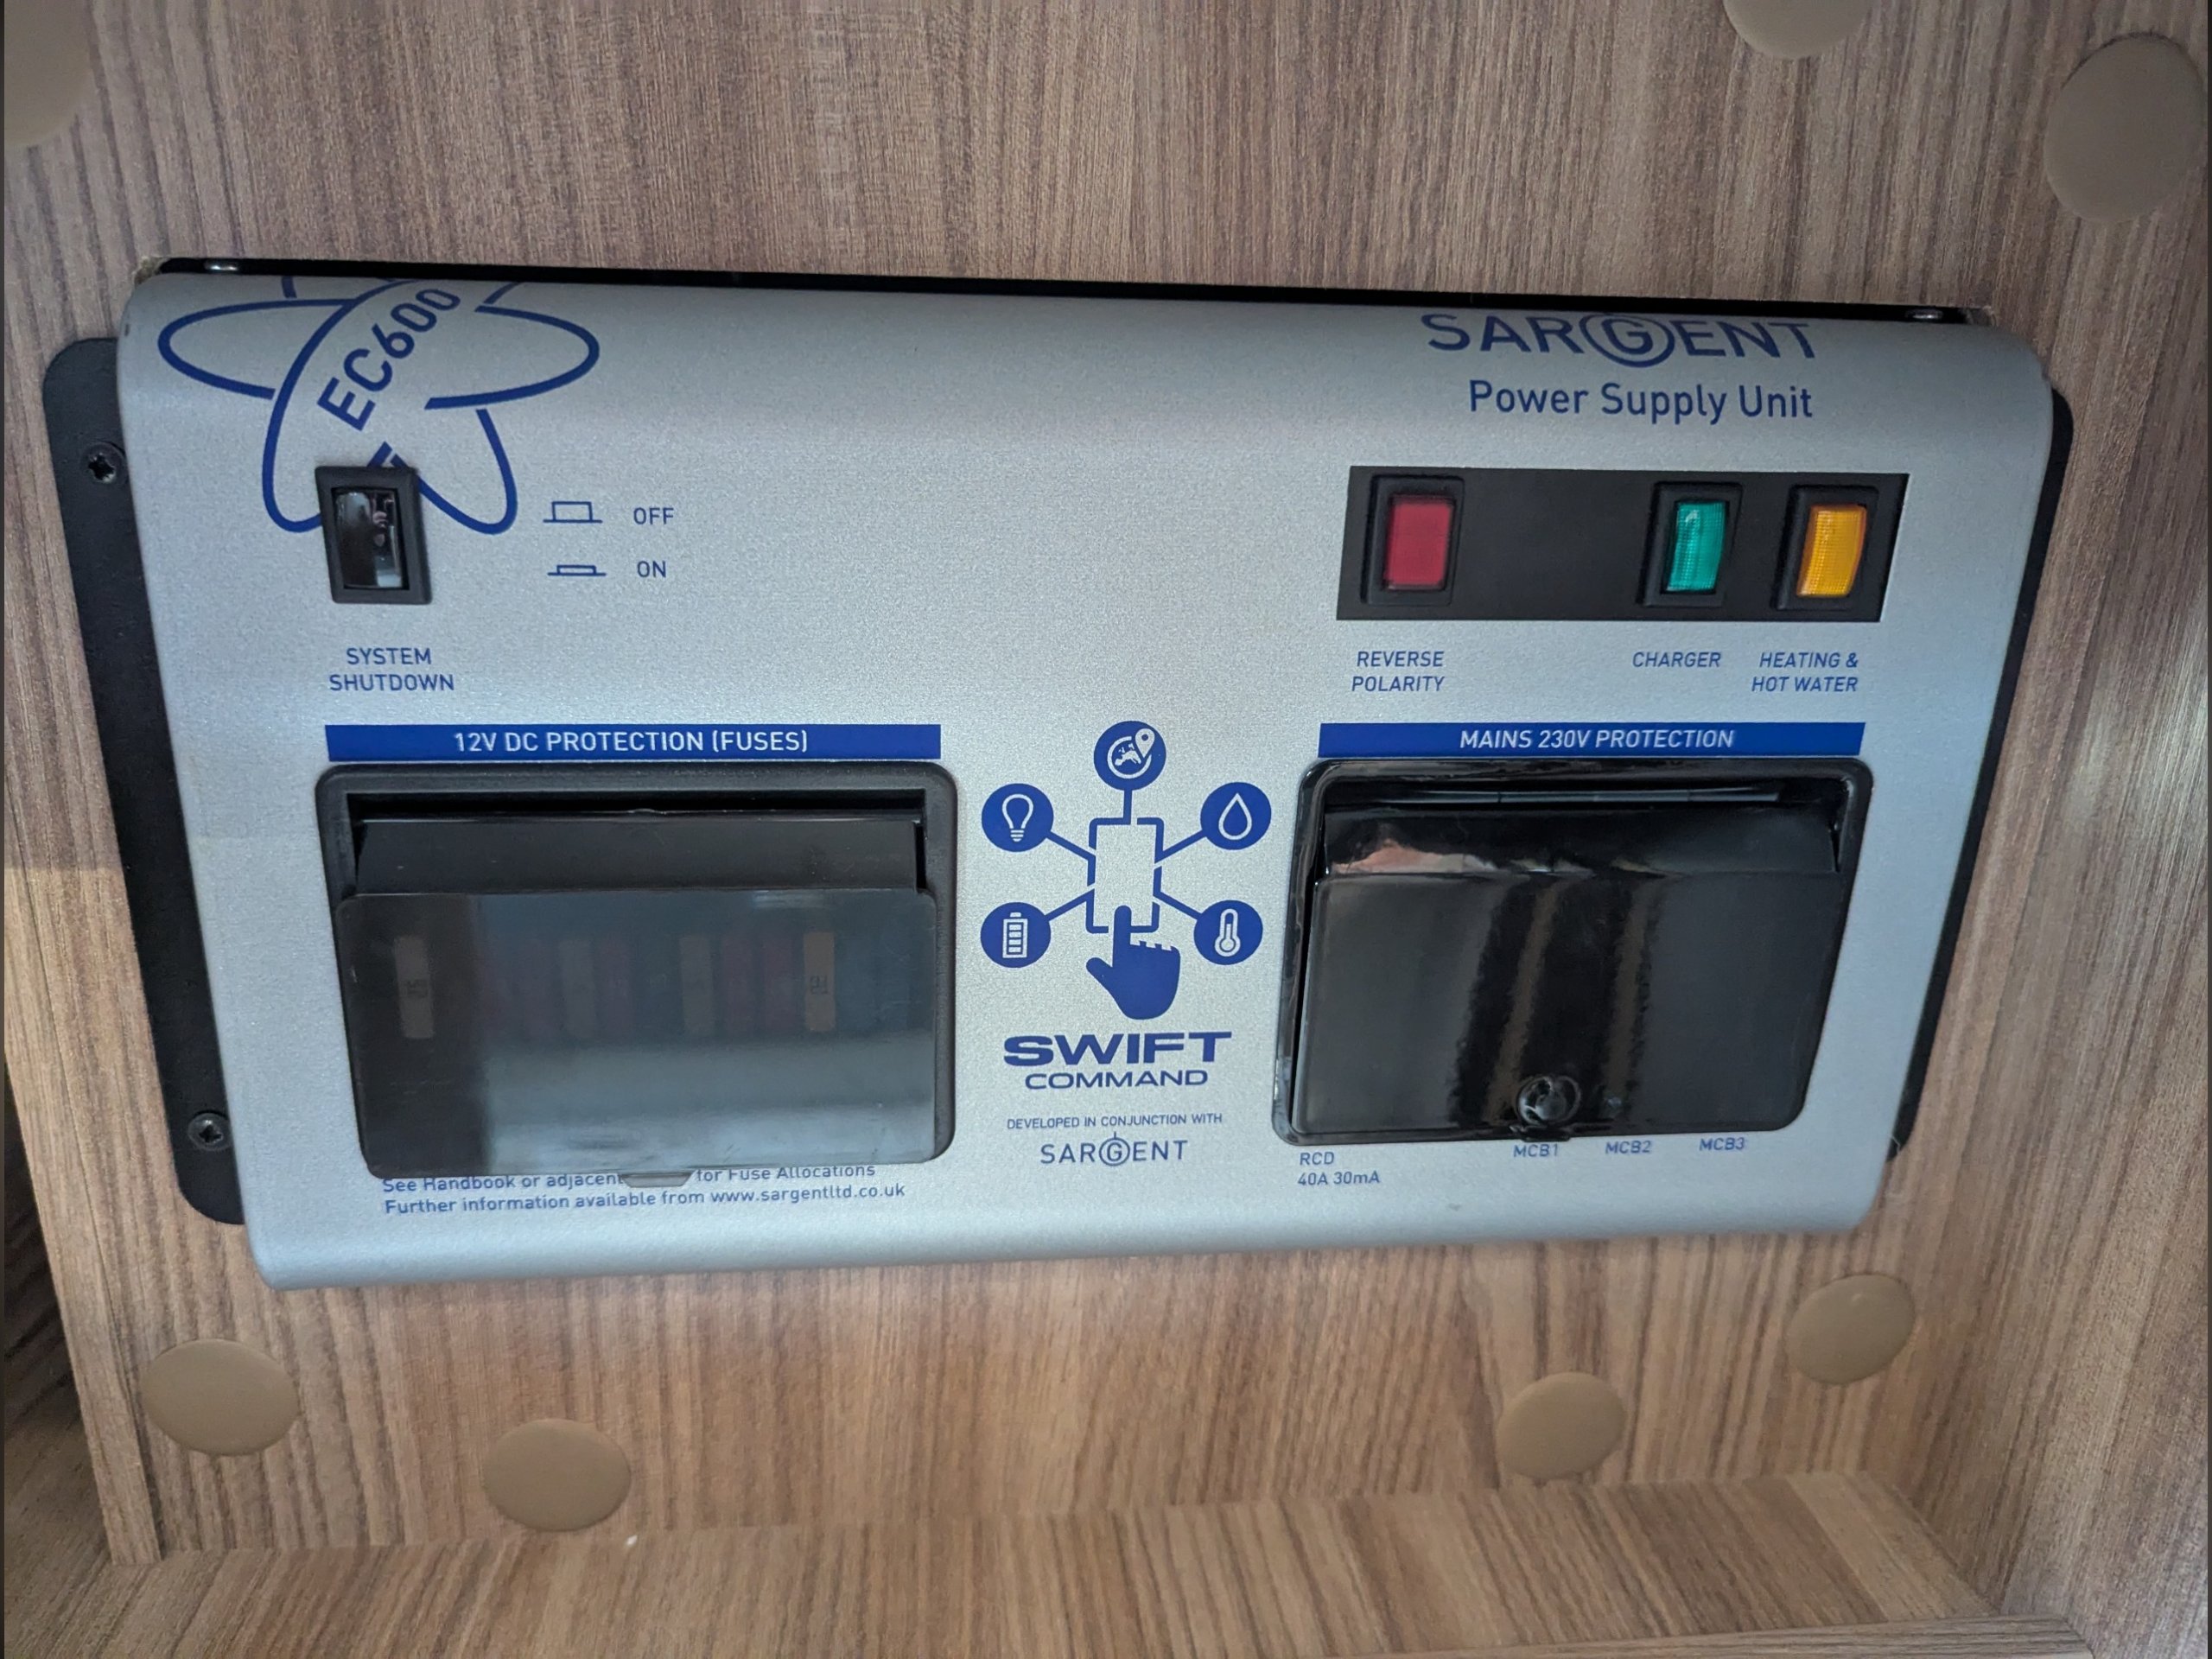 EC600
SARGENT
Power Supply Unit
OFF
ON
SYSTEM
SHUTDOWN
REVERSE
POLARITY
CHARGER
HEATING &
HOT WATER
12V DC PROTECTION (FUSES)
MAINS 230V PROTECTION
SWIFT
COMMAND
DEVELOPED IN CONJUNCTION WITH
SARGENT
See Handbook or adjacent for Fuse Allocations
Further information available from www.sargentltd.co.uk
RCD
40A 30mA
MCB1
MCB2
MCB3